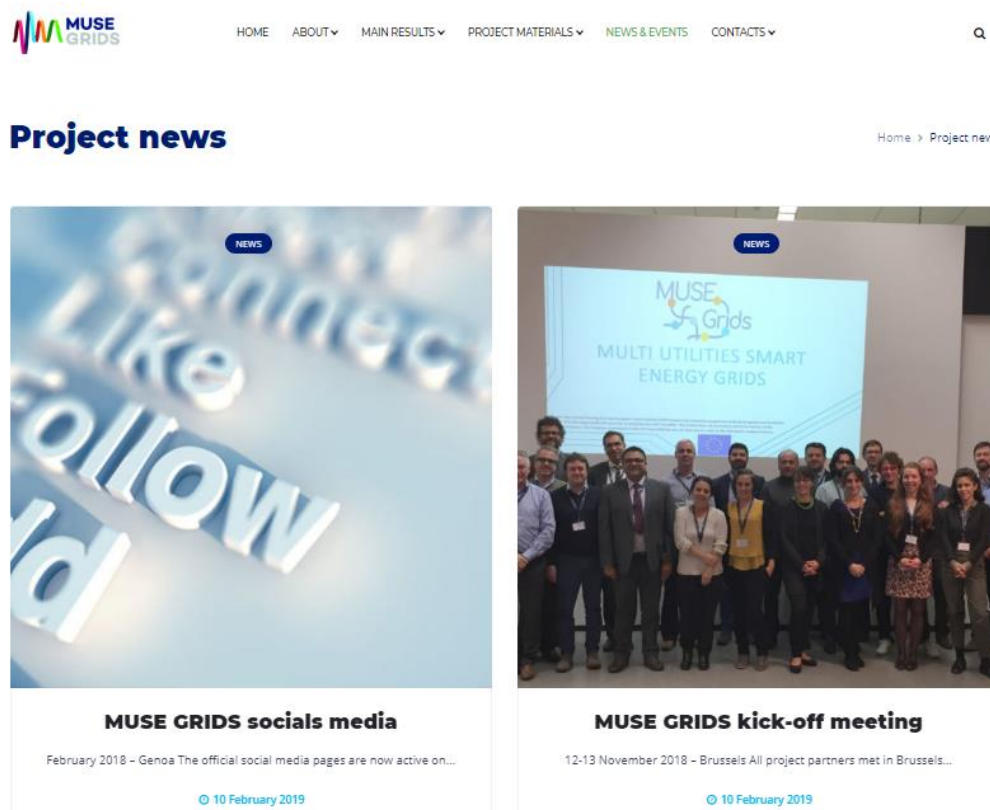 MUSE
GRIDS
HOME ABOUT MAIN RESULTS PROJECT MATERIALS NEWS & EVENTS CONTACTS
Project news
Home > Project new
NEWS
Connect
Like
Follow
NEWS
MUSE
Grids
MULTI UTILITIES SMART
ENERGY GRIDS
MUSE GRIDS socials media
February 2018 – Genoa The official social media pages are now active on...
10 February 2019
MUSE GRIDS kick-off meeting
12-13 November 2018 – Brussels All project partners met in Brussels...
10 February 2019